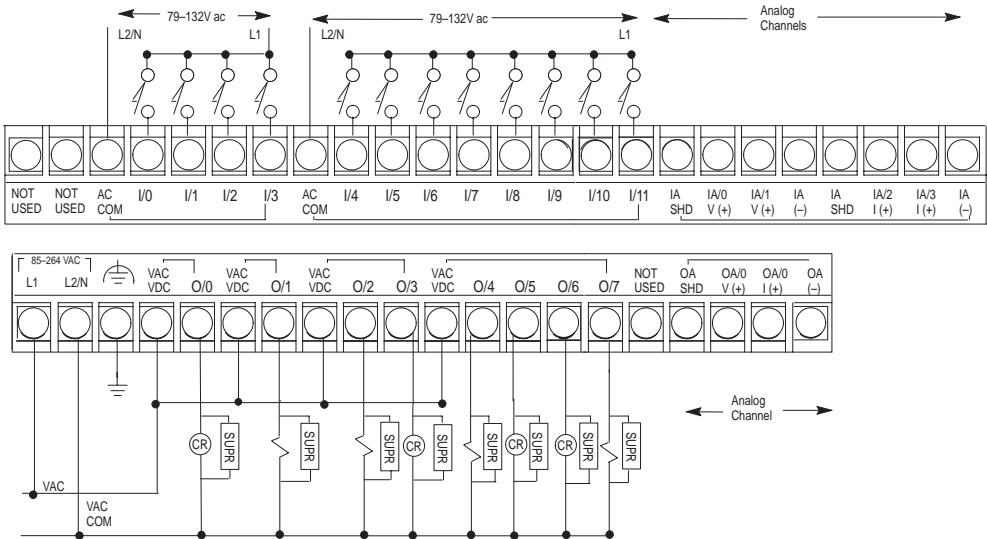 79–132V ac
79–132V ac
Analog
Channels
L2/N
L1
L2/N
L1
NOT
USED
NOT
USED
AC
COM
I/0
I/1
I/2
I/3
AC
COM
I/4
I/5
I/6
I/7
I/8
I/9
I/10
I/11
IA
SHD
IA/0
V (+)
IA/1
V (+)
IA
(–)
IA
SHD
IA/2
I (+)
IA/3
I (+)
IA
(–)
85–264 VAC
L1
L2/N
VAC
VDC
O/0
VAC
VDC
O/1
VAC
VDC
O/2
O/3
VAC
VDC
O/4
O/5
O/6
O/7
NOT
USED
OA
SHD
OA/0
V (+)
OA/0
I (+)
OA
(–)
Analog
Channel
CR
SUPR
SUPR
SUPR
CR
SUPR
SUPR
CR
SUPR
CR
SUPR
SUPR
VAC
VAC
COM